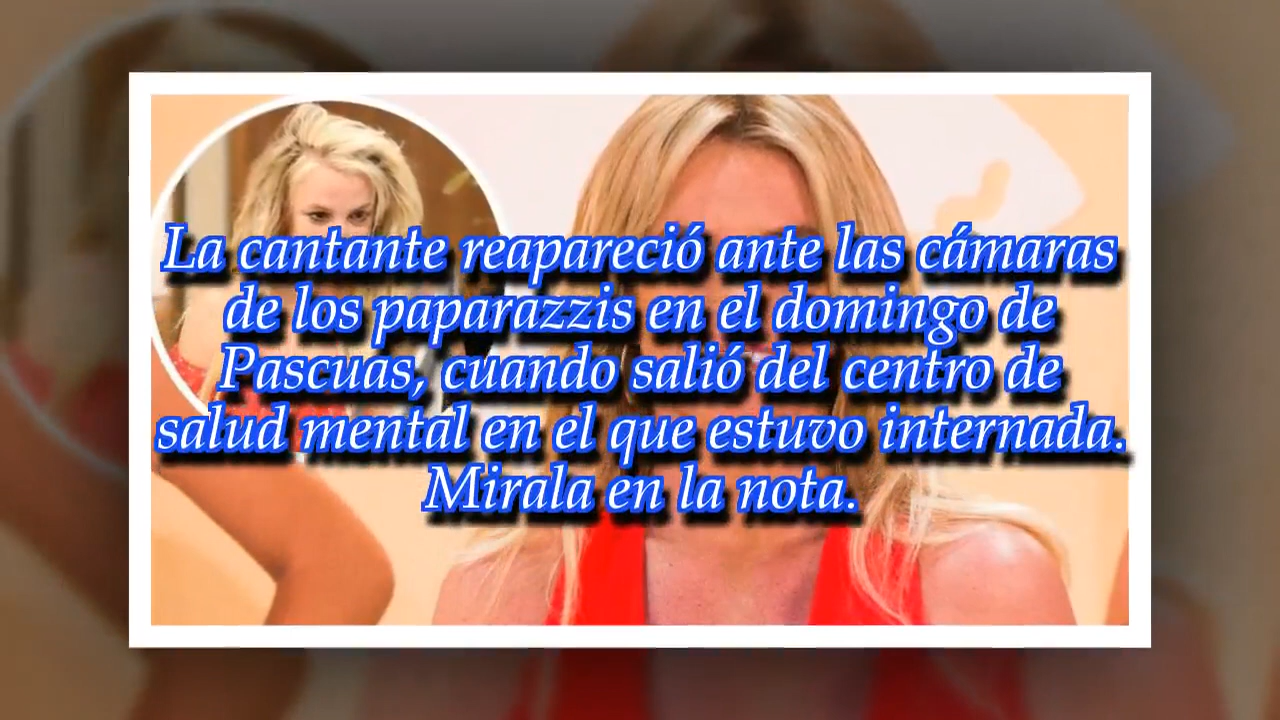 La cantante reapareció ante las cámaras
de los paparazzis en el domingo de
Pascuas, cuando salió del centro de
salud mental en el que estuvo internada.
Mirala en la nota.